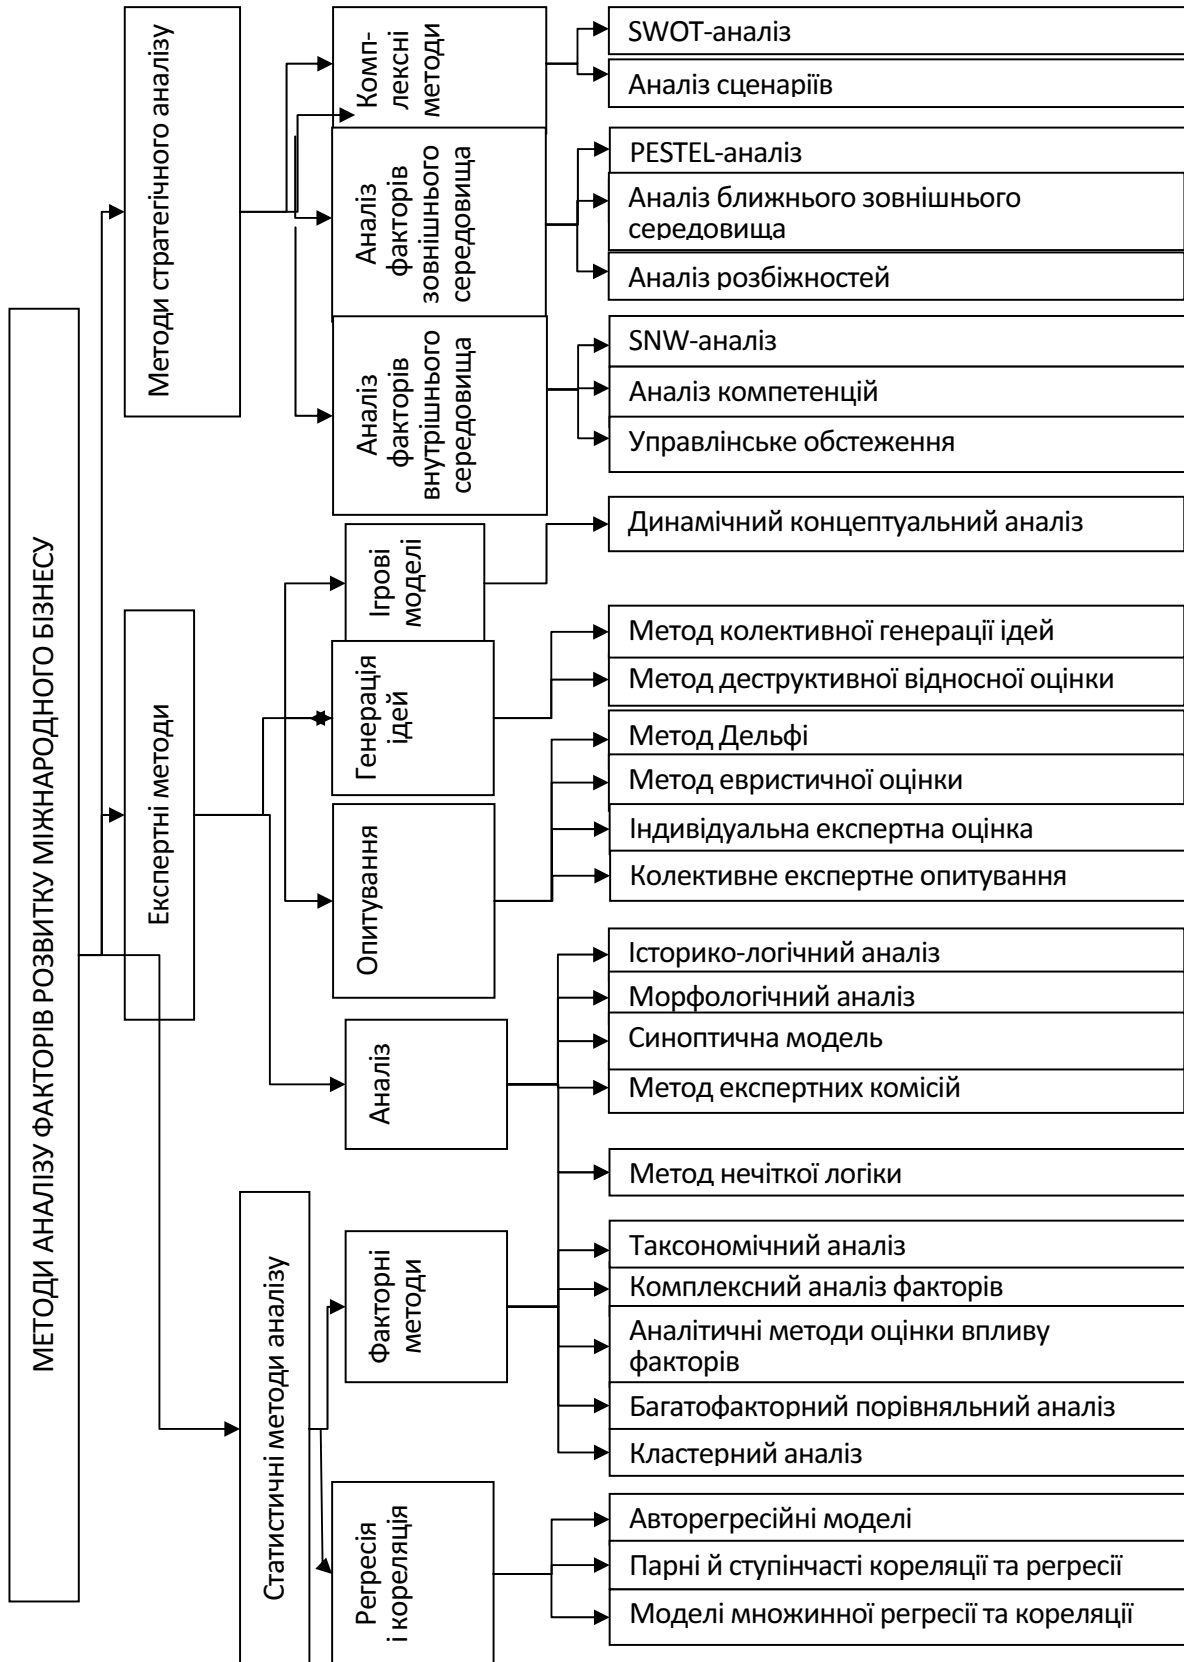 МЕТОДИ АНАЛІЗУ ФАКТОРІВ РОЗВИТКУ МІЖНАРОДНОГО БІЗНЕСУ
Методи стратегічного аналізу
Комп-
лексні
методи
SWOT-аналіз
Аналіз сценаріїв
Аналіз
факторів
зовнішнього
середовища
PESTEL-аналіз
Аналіз ближнього зовнішнього
середовища
Аналіз розбіжностей
Аналіз
факторів
внутрішнього
середовища
SNW-аналіз
Аналіз компетенцій
Управлінське обстеження
Експертні методи
Ігрові
моделі
Динамічний концептуальний аналіз
Генерація
ідей
Метод колективної генерації ідей
Метод деструктивної відносної оцінки
Опитування
Метод Дельфі
Метод евристичної оцінки
Індивідуальна експертна оцінка
Колективне експертне опитування
Аналіз
Історико-логічний аналіз
Морфологічний аналіз
Синоптична модель
Метод експертних комісій
Метод нечіткої логіки
Статистичні методи аналізу
Факторні
методи
Таксономічний аналіз
Комплексний аналіз факторів
Аналітичні методи оцінки впливу
факторів
Багатофакторний порівняльний аналіз
Кластерний аналіз
Регресія
і кореляція
Авторегресійні моделі
Парні й ступінчасті кореляції та регресії
Моделі множинної регресії та кореляції